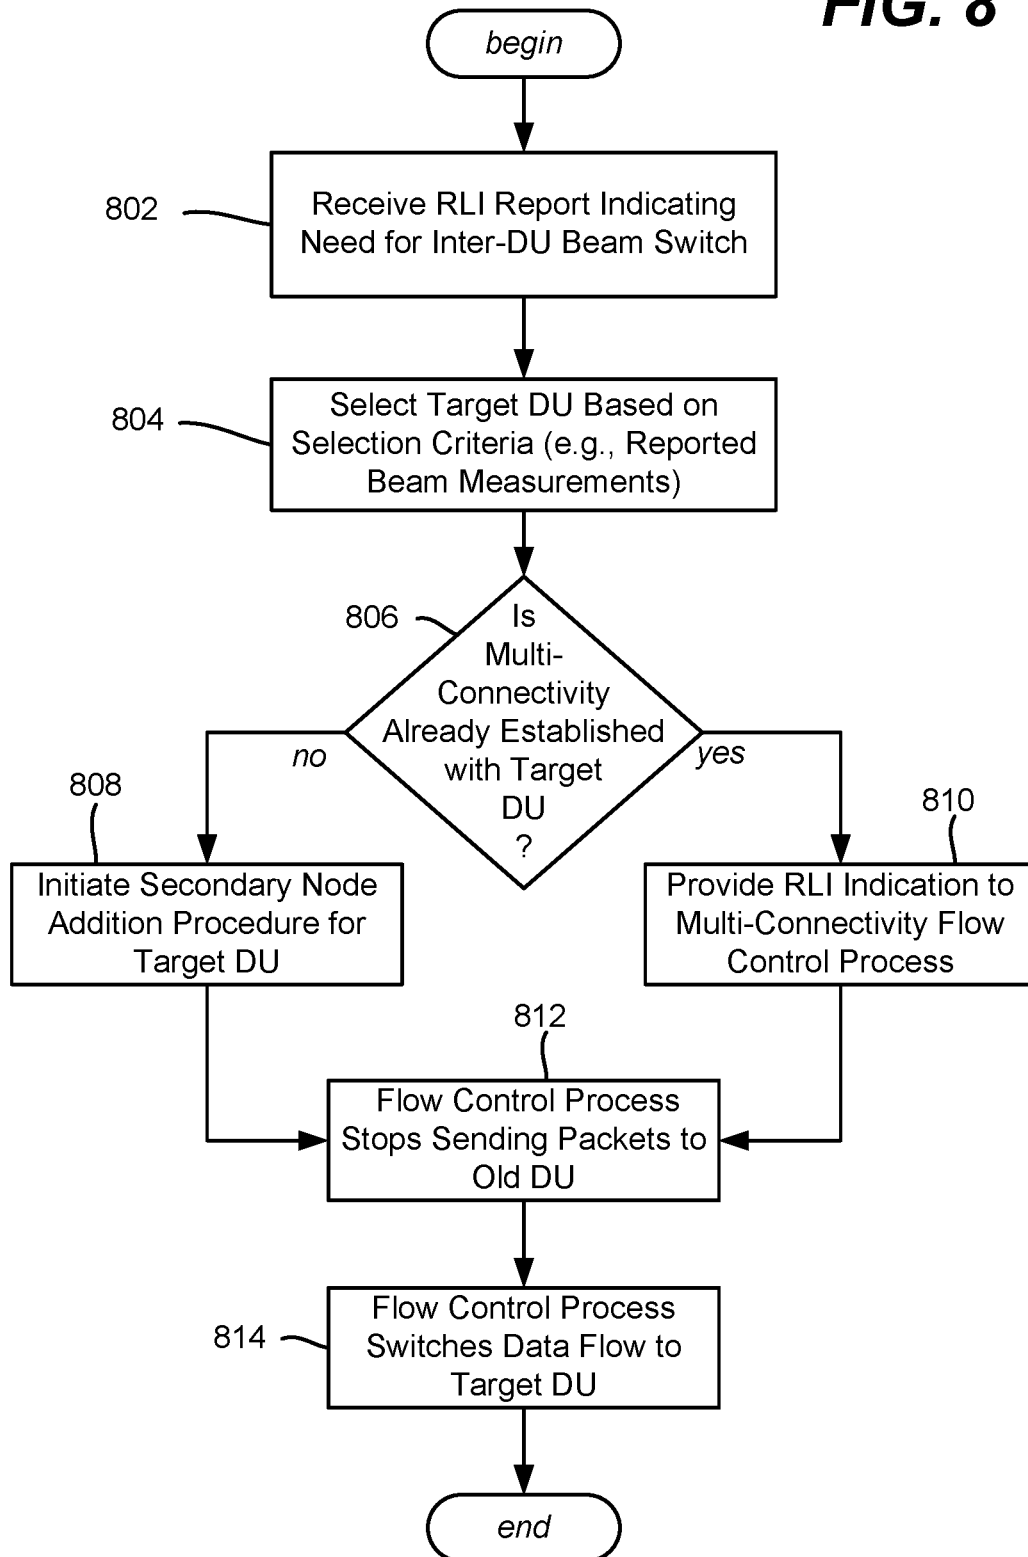 FIG. 8
begin
802
Receive RLI Report Indicating
Need for Inter-DU Beam Switch
804
Select Target DU Based on
Selection Criteria (e.g., Reported
Beam Measurements)
806
Is
Multi-
Connectivity
Already Established
with Target
DU
?
no
yes
808
Initiate Secondary Node
Addition Procedure for
Target DU
810
Provide RLI Indication to
Multi-Connectivity Flow
Control Process
812
Flow Control Process
Stops Sending Packets to
Old DU
814
Flow Control Process
Switches Data Flow to
Target DU
end